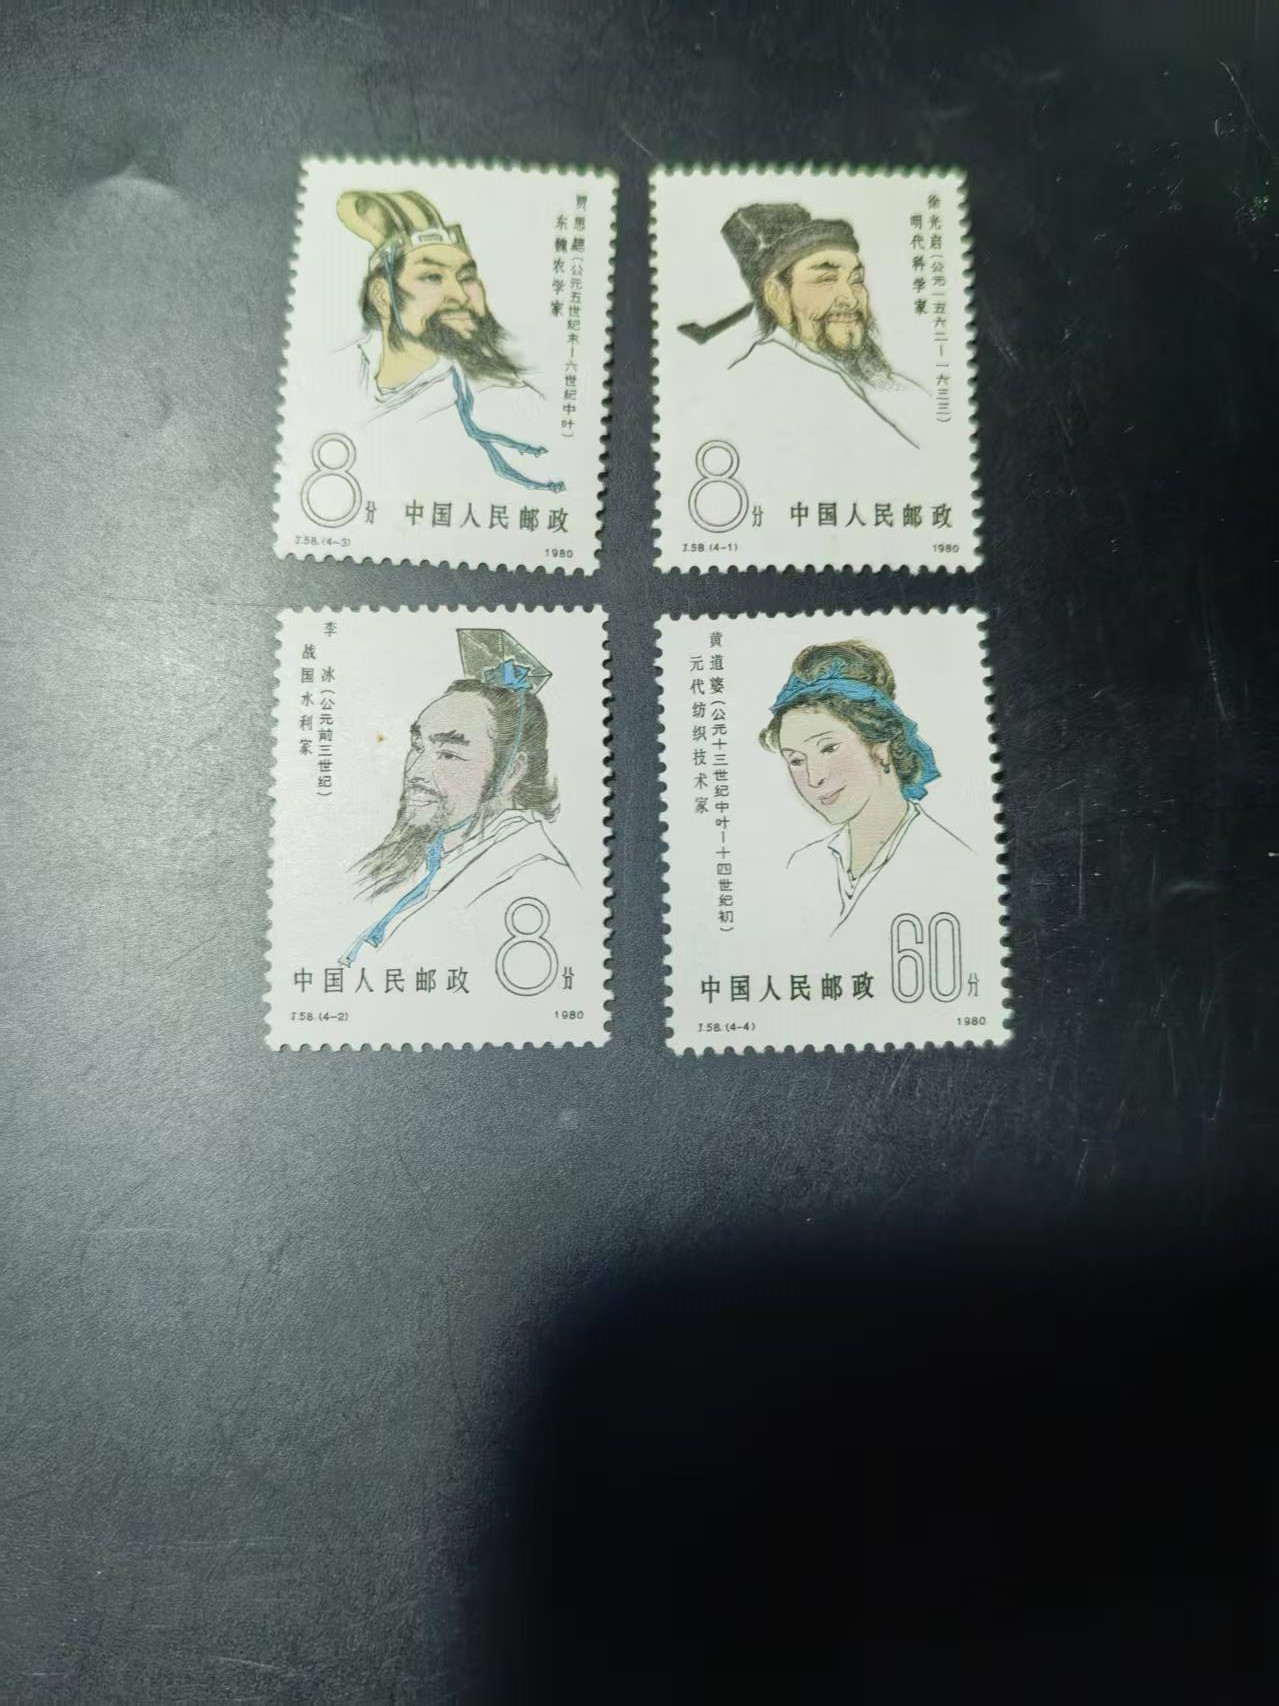 贾思勰(公元五世纪末—六世纪中叶)
东魏农学家
8分
中国人民邮政
J.58.(4-3)
1980
徐光启(公元一五六二—一六三三)
明代科学家
8分
中国人民邮政
J.58.(4-1)
1980
李冰(公元前三世纪)
战国水利家
中国人民邮政
8分
J.58.(4-2)
1980
黄道婆(公元十三世纪中叶—十四世纪初)
元代纺织技术家
中国人民邮政
60分
J.58.(4-4)
1980